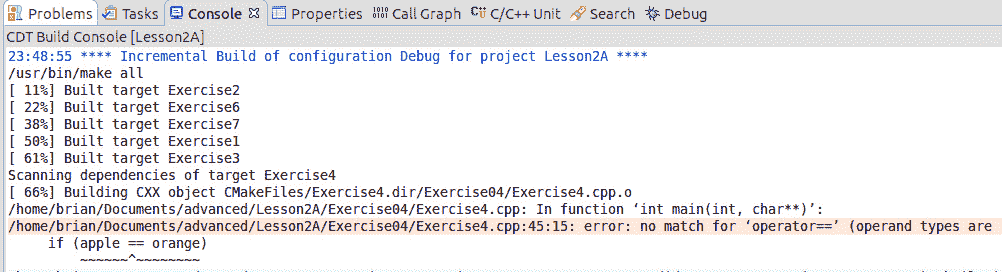 Problems Tasks Console Properties Call Graph C/C++ Unit Search Debug
CDT Build Console [Lesson2A]
23:48:55 **** Incremental Build of configuration Debug for project Lesson2A ****
/usr/bin/make all
[ 11%] Built target Exercise2
[ 22%] Built target Exercise6
[ 38%] Built target Exercise7
[ 50%] Built target Exercise1
[ 61%] Built target Exercise3
Scanning dependencies of target Exercise4
[ 66%] Building CXX object CMakeFiles/Exercise4.dir/Exercise04/Exercise4.cpp.o
/home/brian/Documents/advanced/Lesson2A/Exercise04/Exercise4.cpp: In function ‘int main(int, char**)’:
/home/brian/Documents/advanced/Lesson2A/Exercise04/Exercise4.cpp:45:15: error: no match for ‘operator==’ (operand types are
if (apple == orange)
~~~~~~^~~~~~~~~